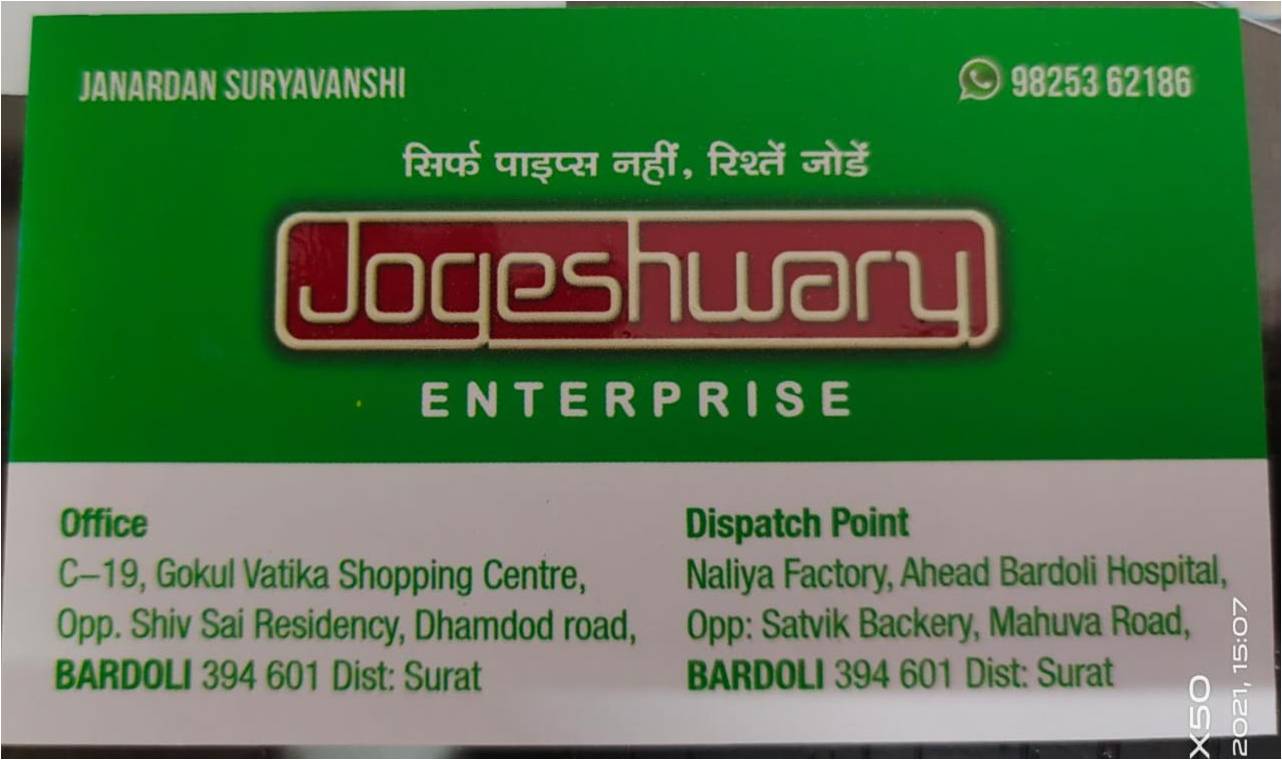 JANARDAN SURYAVANSHI
98253 62186
सिर्फ पाइप्स नहीं, रिश्तें जोडें
Jogeshwary
ENTERPRISE
Office
C-19, Gokul Vatika Shopping Centre,
Opp. Shiv Sai Residency, Dhamdod road,
BARDOLI 394 601 Dist: Surat
Dispatch Point
Naliya Factory, Ahead Bardoli Hospital,
Opp: Satvik Backery, Mahuva Road,
BARDOLI 394 601 Dist: Surat
X50
2021, 15:07